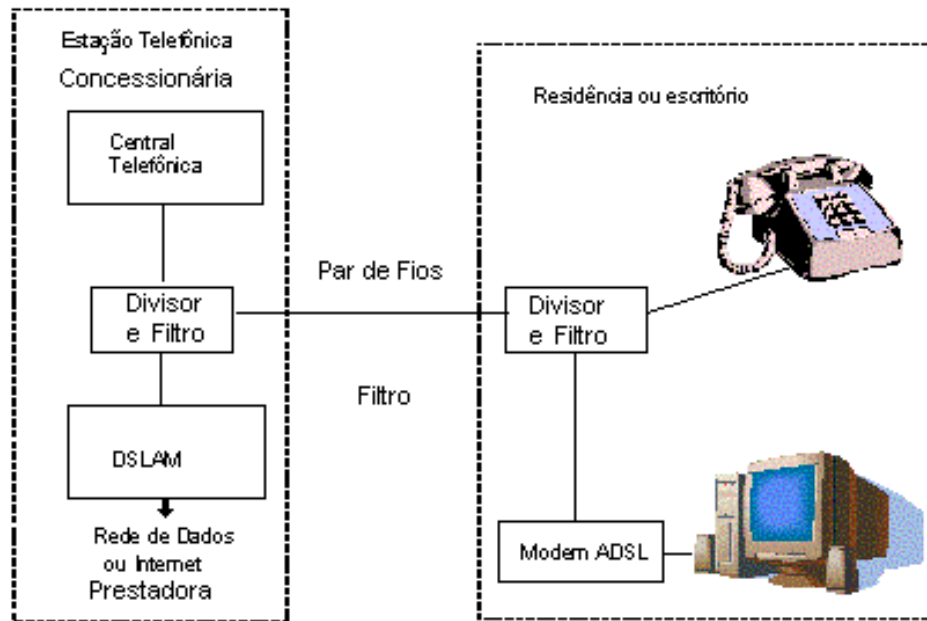 Estação Telefônica
Concessionária
Central
Telefônica
Divisor
e Filtro
DSLAM
Rede de Dados
ou Internet
Prestadora
Par de Fios
Filtro
Residência ou escritório
Divisor
e Filtro
Modem ADSL